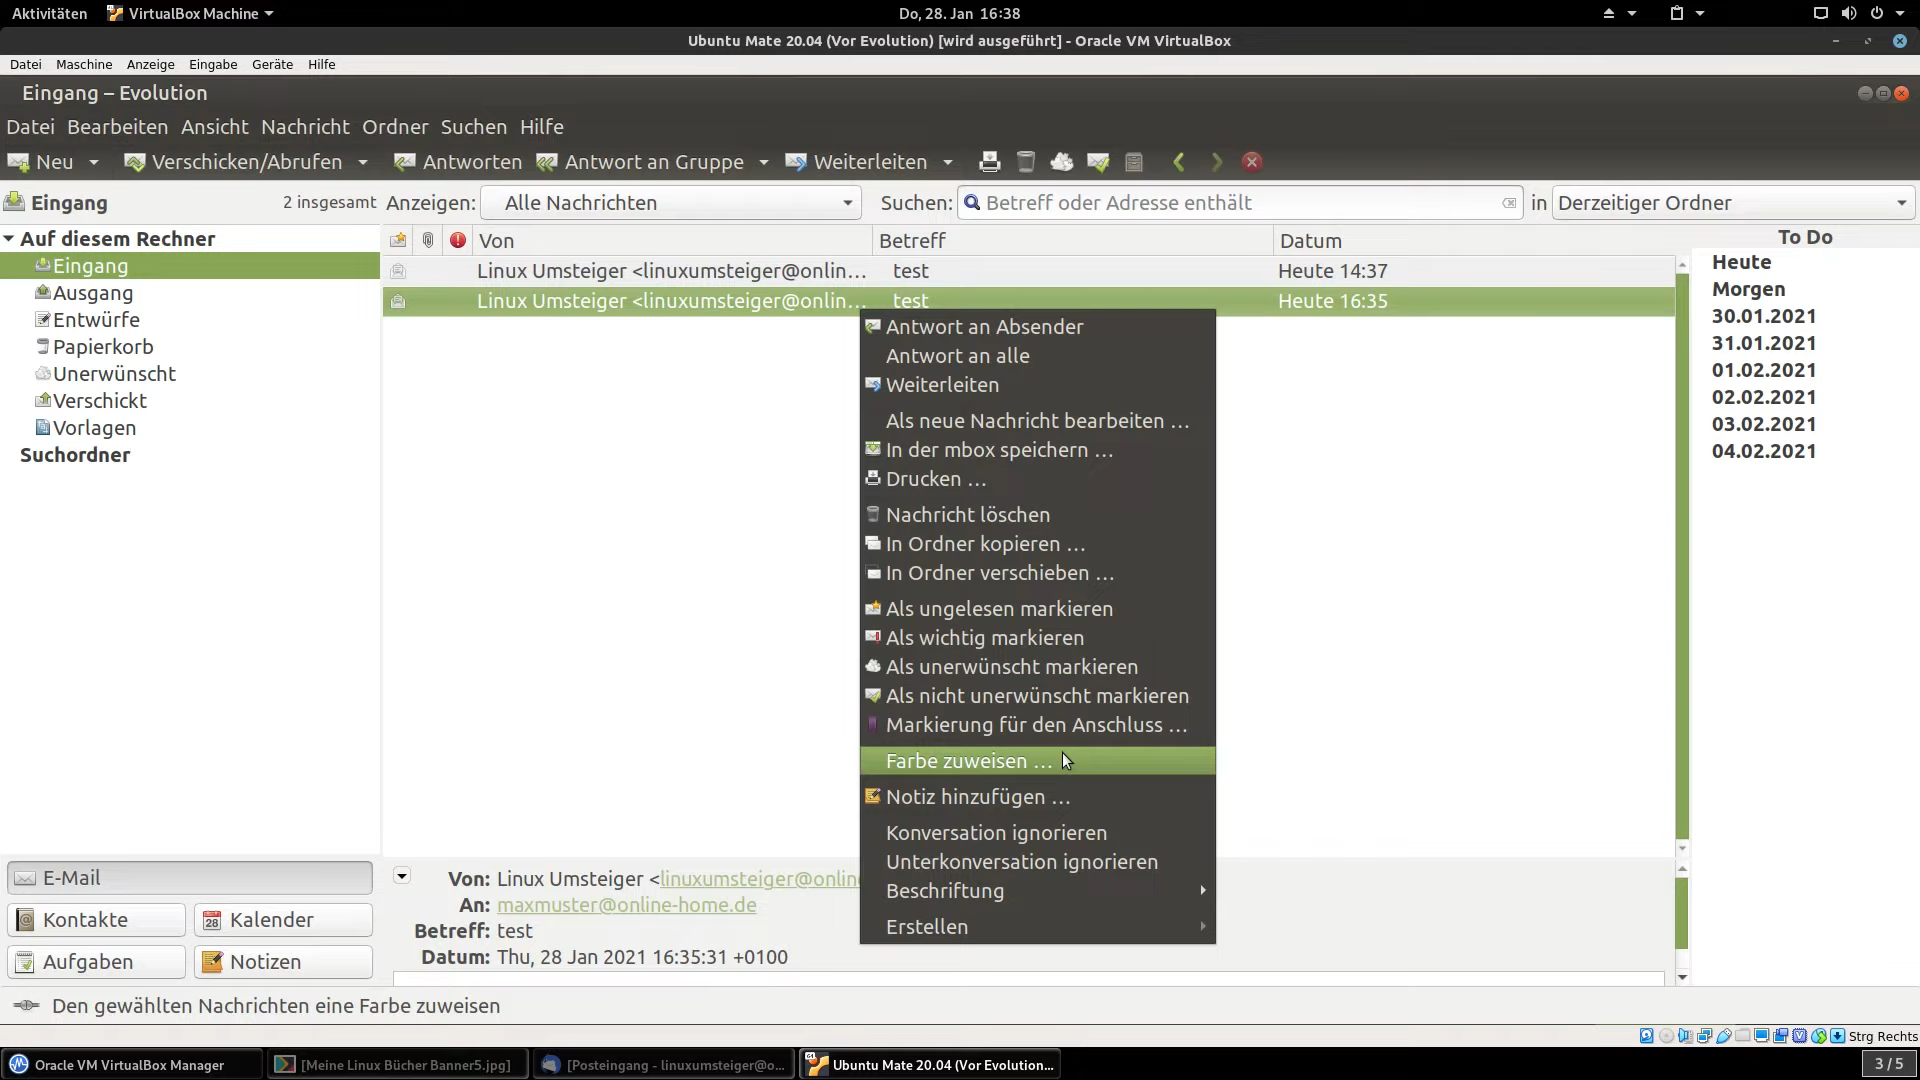 Aktivitäten VirtualBox Machine Do, 28. Jan 16:38
Ubuntu Mate 20.04 (Vor Evolution) [wird ausgeführt] - Oracle VM VirtualBox
Datei Maschine Anzeige Eingabe Geräte Hilfe
Eingang – Evolution
Datei Bearbeiten Ansicht Nachricht Ordner Suchen Hilfe
Neu Verschicken/Abrufen Antworten Antwort an Gruppe Weiterleiten
Eingang 2 insgesamt Anzeigen: Alle Nachrichten Suchen: Betreff oder Adresse enthält in Derzeitiger Ordner
Auf diesem Rechner
Eingang
Ausgang
Entwürfe
Papierkorb
Unerwünscht
Verschickt
Vorlagen
Suchordner
Von Betreff Datum
Linux Umsteiger <linuxumsteiger@onlin… test Heute 14:37
Linux Umsteiger <linuxumsteiger@onlin… test Heute 16:35
Antwort an Absender
Antwort an alle
Weiterleiten
Als neue Nachricht bearbeiten …
In der mbox speichern …
Drucken …
Nachricht löschen
In Ordner kopieren …
In Ordner verschieben …
Als ungelesen markieren
Als wichtig markieren
Als unerwünscht markieren
Als nicht unerwünscht markieren
Markierung für den Anschluss …
Farbe zuweisen …
Notiz hinzufügen …
Konversation ignorieren
Unterkonversation ignorieren
Beschriftung
Erstellen
To Do
Heute
Morgen
30.01.2021
31.01.2021
01.02.2021
02.02.2021
03.02.2021
04.02.2021
E-Mail
Kontakte 28 Kalender
Aufgaben Notizen
Von: Linux Umsteiger <linuxumsteiger@onlin
An: maxmuster@online-home.de
Betreff: test
Datum: Thu, 28 Jan 2021 16:35:31 +0100
Den gewählten Nachrichten eine Farbe zuweisen
Strg Rechts
Oracle VM VirtualBox Manager [Meine Linux Bücher Banner5.jpg] [Posteingang - linuxumsteiger@o... Ubuntu Mate 20.04 (Vor Evolution... 3 / 5